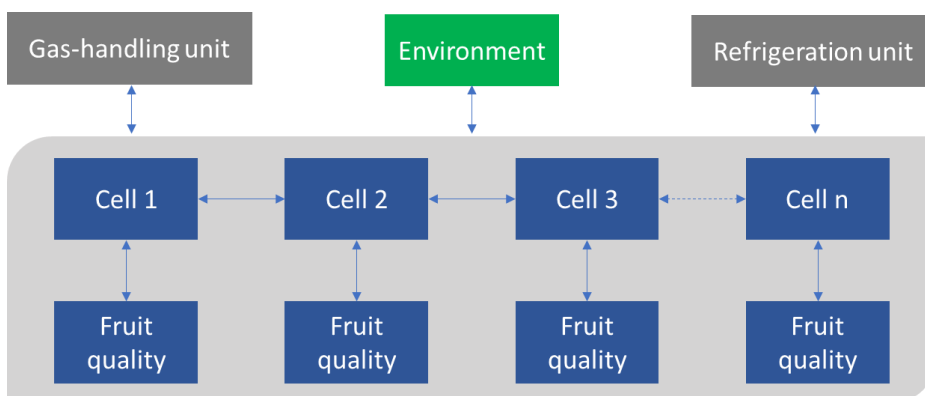 Gas-handling unit
Environment
Refrigeration unit
Cell 1
Cell 2
Cell 3
Cell n
Fruit
quality
Fruit
quality
Fruit
quality
Fruit
quality